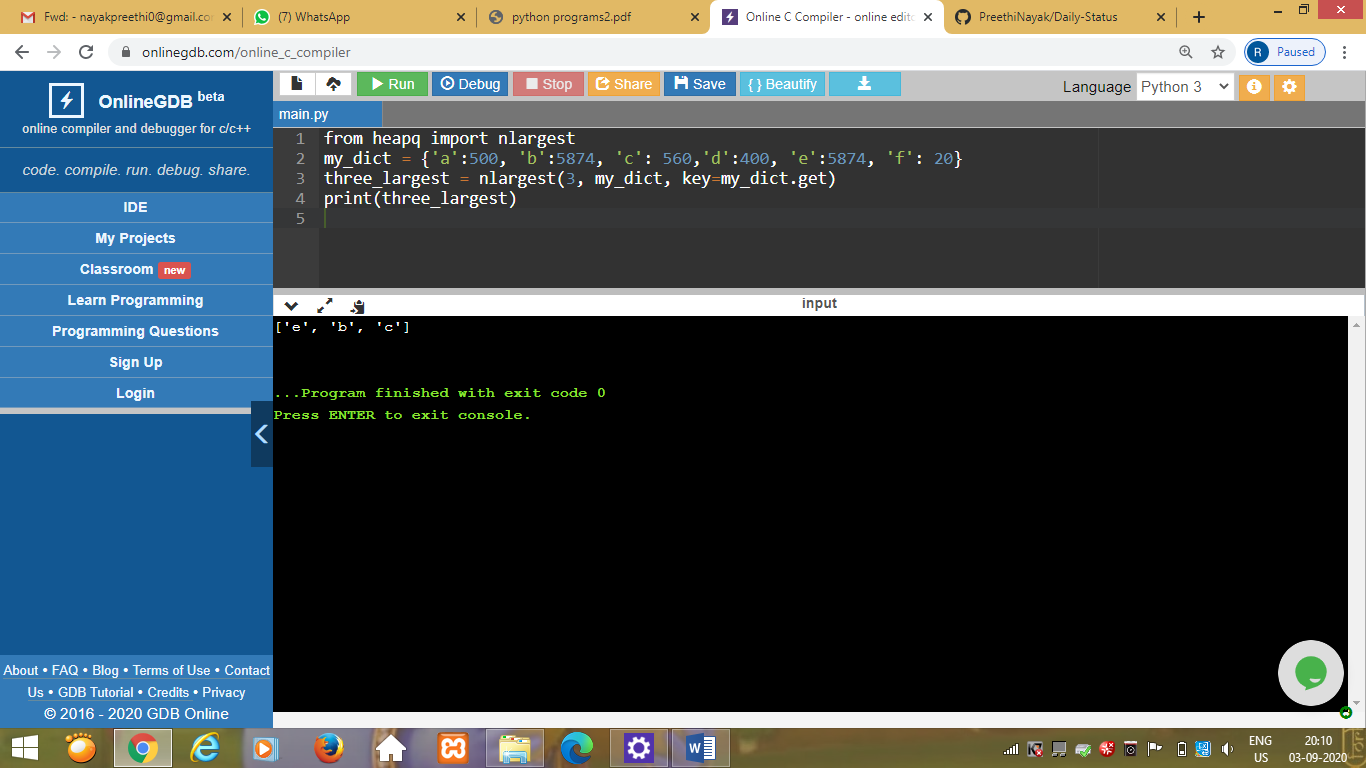 Fwd: - nayakpreethi0@gmail.co
(7) WhatsApp
python programs2.pdf
Online C Compiler - online edito
PreethiNayak/Daily-Status
onlinegdb.com/online_c_compiler
R Paused
OnlineGDB beta
online compiler and debugger for c/c++
code. compile. run. debug. share.
IDE
My Projects
Classroom new
Learn Programming
Programming Questions
Sign Up
Login
About • FAQ • Blog • Terms of Use • Contact
Us • GDB Tutorial • Credits • Privacy
© 2016 - 2020 GDB Online
Run Debug Stop Share Save { } Beautify
Language Python 3
main.py
1 from heapq import nlargest
2 my_dict = {'a':500, 'b':5874, 'c': 560,'d':400, 'e':5874, 'f': 20}
3 three_largest = nlargest(3, my_dict, key=my_dict.get)
4 print(three_largest)
5
input
['e', 'b', 'c']
...Program finished with exit code 0
Press ENTER to exit console.
ENG
US
20:10
03-09-2020